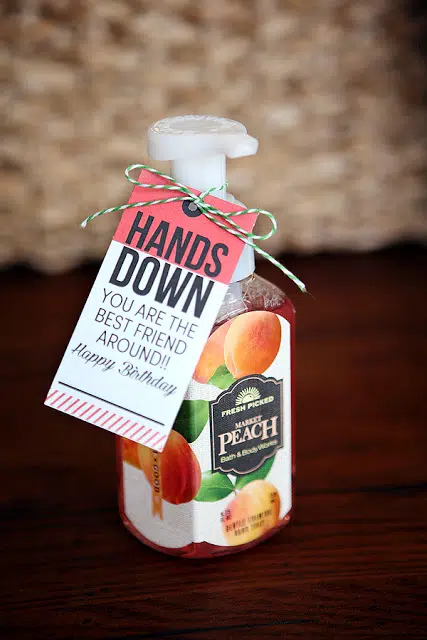 HANDS
DOWN
YOU ARE THE
BEST FRIEND
AROUND!!
Happy Birthday
FRESH PICKED
MARKET
PEACH
Bath & Body Works